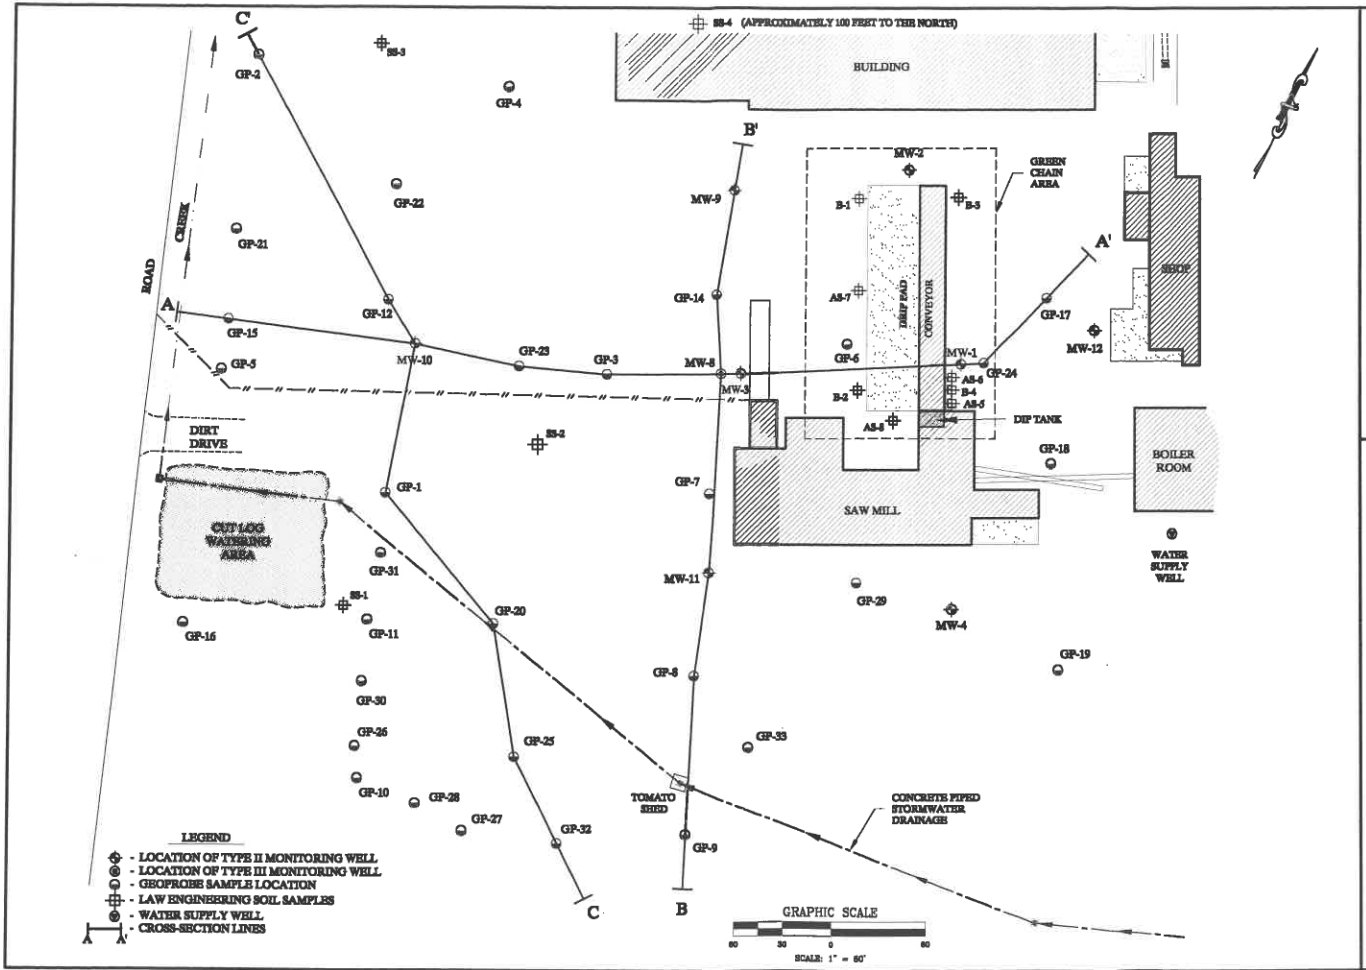 SS-4 (APPROXIMATELY 100 FEET TO THE NORTH)
C'
GP-2
SS-3
GP-4
BUILDING
B'
MW-2
GREEN
CHAIN
AREA
GP-22
MW-9
B-1
B-3
GP-21
CREEK
ROAD
A'
SHOP
A
GP-15
GP-12
GP-14
AS-7
DRIP PAD
CONVEYOR
GP-17
MW-10
GP-23
GP-3
MW-8
MW-3
GP-6
MW-1
GP-24
MW-12
GP-5
AS-6
B-4
AS-5
B-2
AS-8
DIP TANK
DIRT
DRIVE
SS-2
GP-18
BOILER
ROOM
GP-1
GP-7
SAW MILL
CUT LOG
WATERING
AREA
WATER
SUPPLY
WELL
GP-31
MW-11
GP-29
SS-1
GP-11
GP-20
MW-4
GP-16
GP-8
GP-19
GP-30
GP-26
GP-25
GP-33
GP-10
GP-28
TOMATO
SHED
CONCRETE PIPED
STORMWATER
DRAINAGE
GP-27
GP-32
GP-9
C
B
LEGEND
- LOCATION OF TYPE II MONITORING WELL
- LOCATION OF TYPE III MONITORING WELL
- GEOPROBE SAMPLE LOCATION
- LAW ENGINEERING SOIL SAMPLES
- WATER SUPPLY WELL
- CROSS-SECTION LINES
A A'
GRAPHIC SCALE
60 30 0 60
SCALE: 1" = 60'